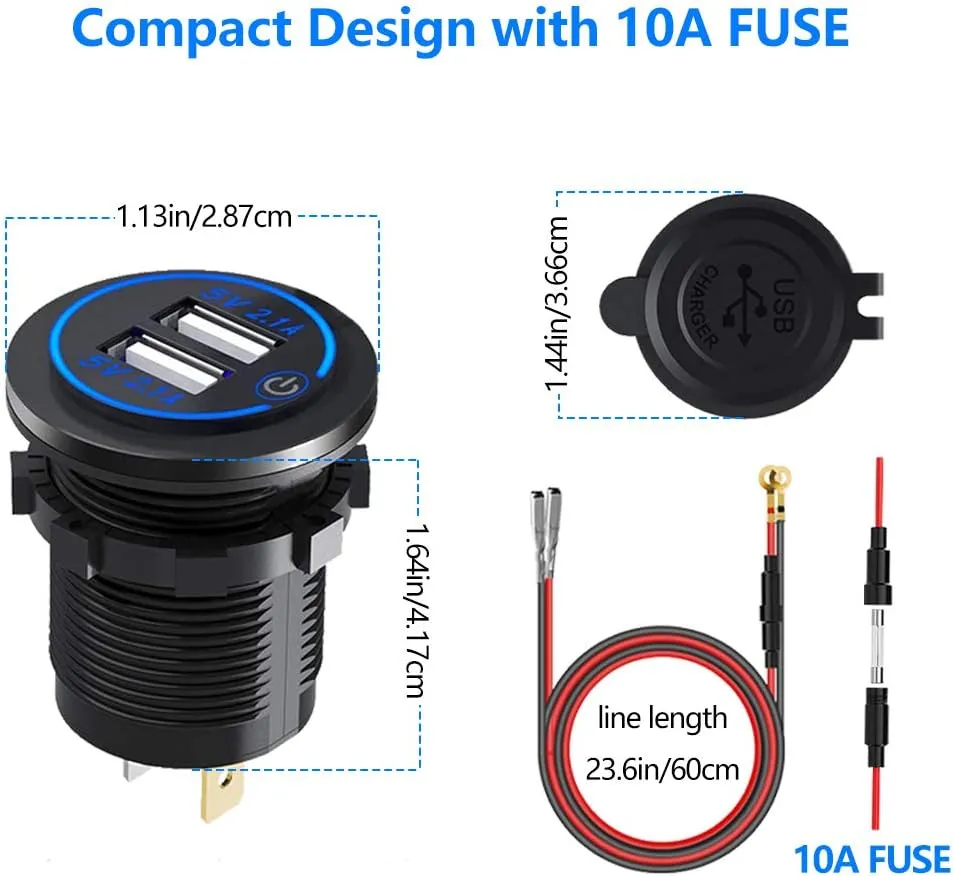 Compact Design with 10A FUSE
1.13in/2.87cm
1.44in/3.66cm
5V 2.1A
5V 2.1A
USB
CHARGER
1.64in/4.17cm
line length
23.6in/60cm
10A FUSE